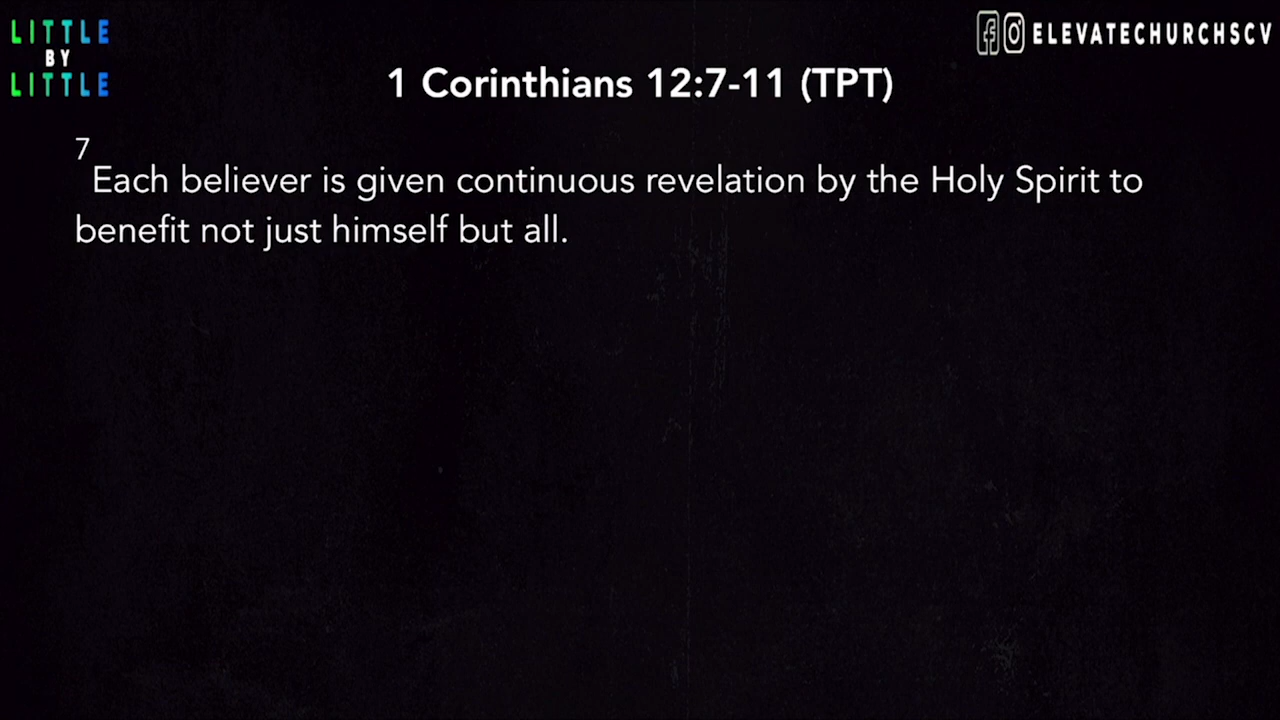 LITTLE
BY
LITTLE
ELEVATECHURCHSCV
1 Corinthians 12:7-11 (TPT)
7
Each believer is given continuous revelation by the Holy Spirit to
benefit not just himself but all.